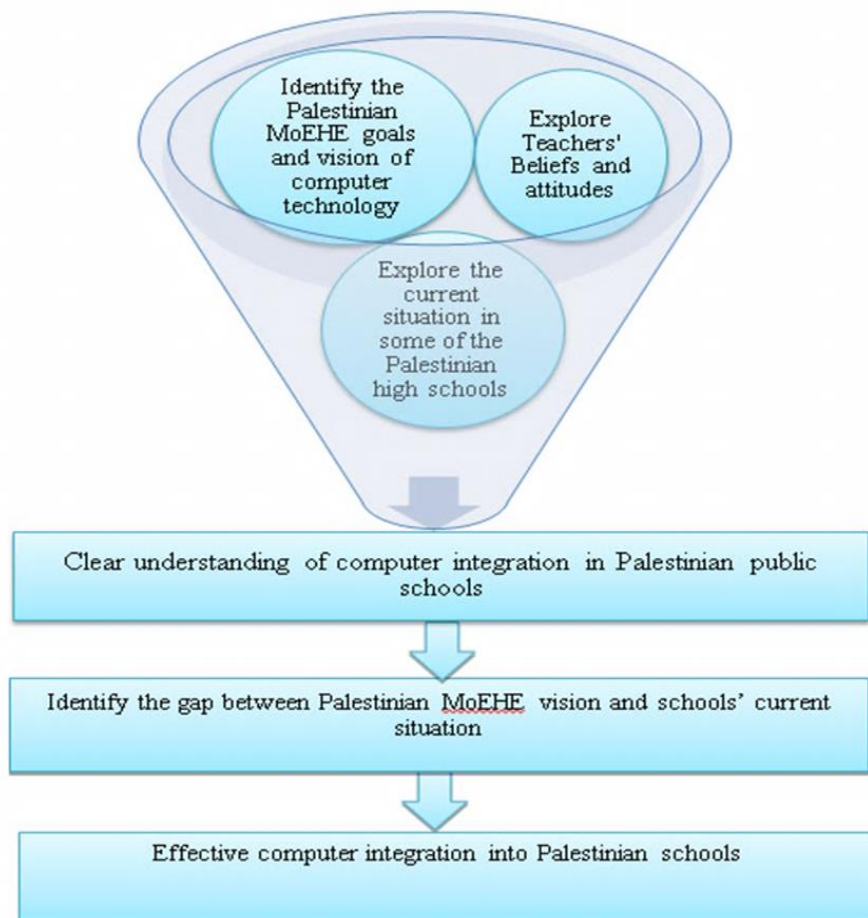 Identify the
Palestinian
MoEHE goals
and vision of
computer
technology
Explore
Teachers'
Beliefs and
attitudes
Explore the
current
situation in
some of the
Palestinian
high schools
Clear understanding of computer integration in Palestinian public
schools
Identify the gap between Palestinian MoEHE vision and schools’ current
situation
Effective computer integration into Palestinian schools